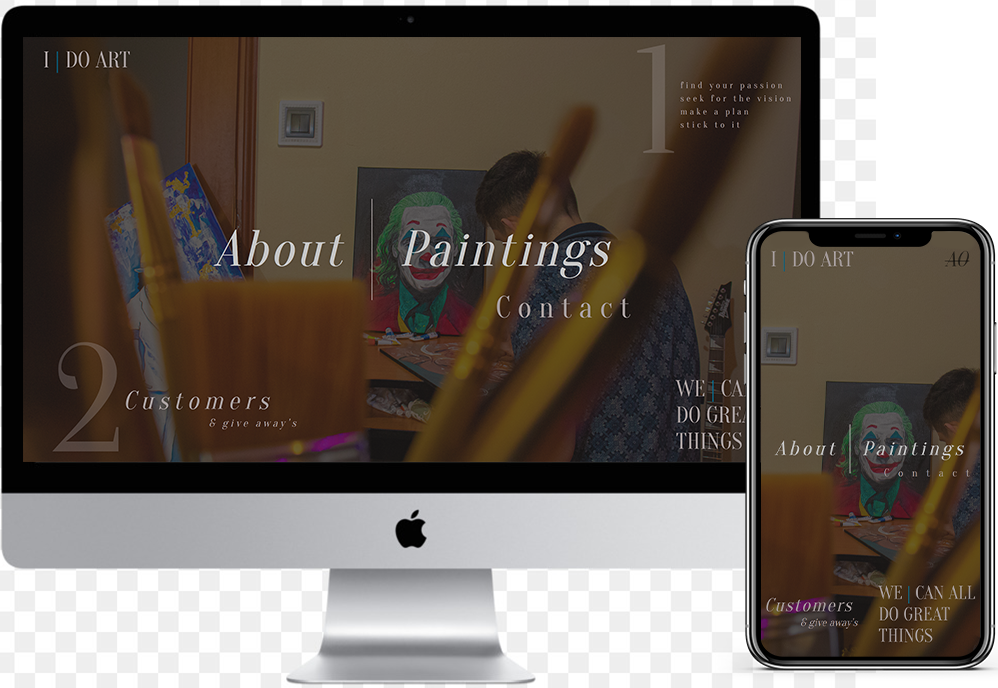 I | DO ART
1
find your passion
seek for the vision
make a plan
stick to it
About | Paintings
Contact
2
Customers
& give away's
WE | CA
DO GREA
THINGS
I | DO ART
AO
About | Paintings
Contact
Customers
& give away's
WE | CAN ALL
DO GREAT
THINGS